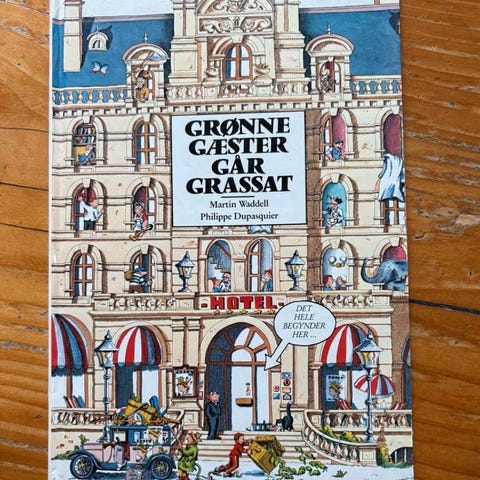 GRØNNE
GÆSTER
GÅR
GRASSAT
Martin Waddell
Philippe Dupasquier
HOTEL
DET
HELE
BEGYNDER
HER ...